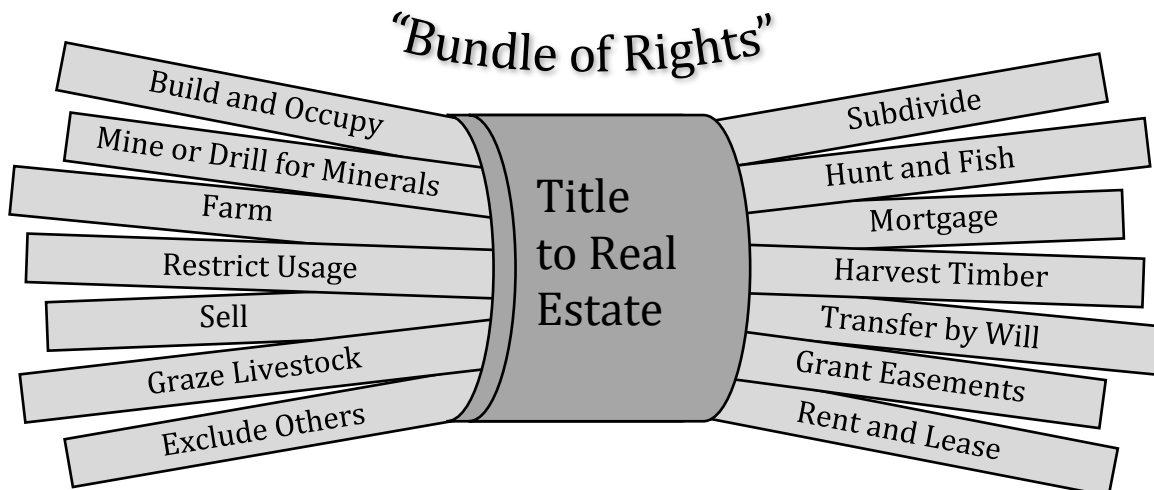 “Bundle of Rights”
Build and Occupy
Mine or Drill for Minerals
Farm
Restrict Usage
Sell
Graze Livestock
Exclude Others
Title
to Real
Estate
Subdivide
Hunt and Fish
Mortgage
Harvest Timber
Transfer by Will
Grant Easements
Rent and Lease